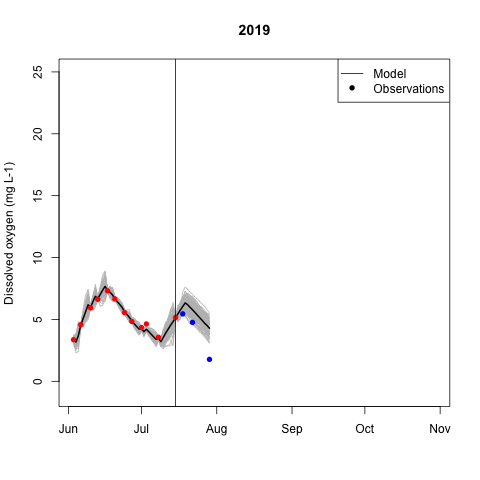 2019
Model
Observations
Dissolved oxygen (mg L-1)
25
20
15
10
5
0
Jun Jul Aug Sep Oct Nov